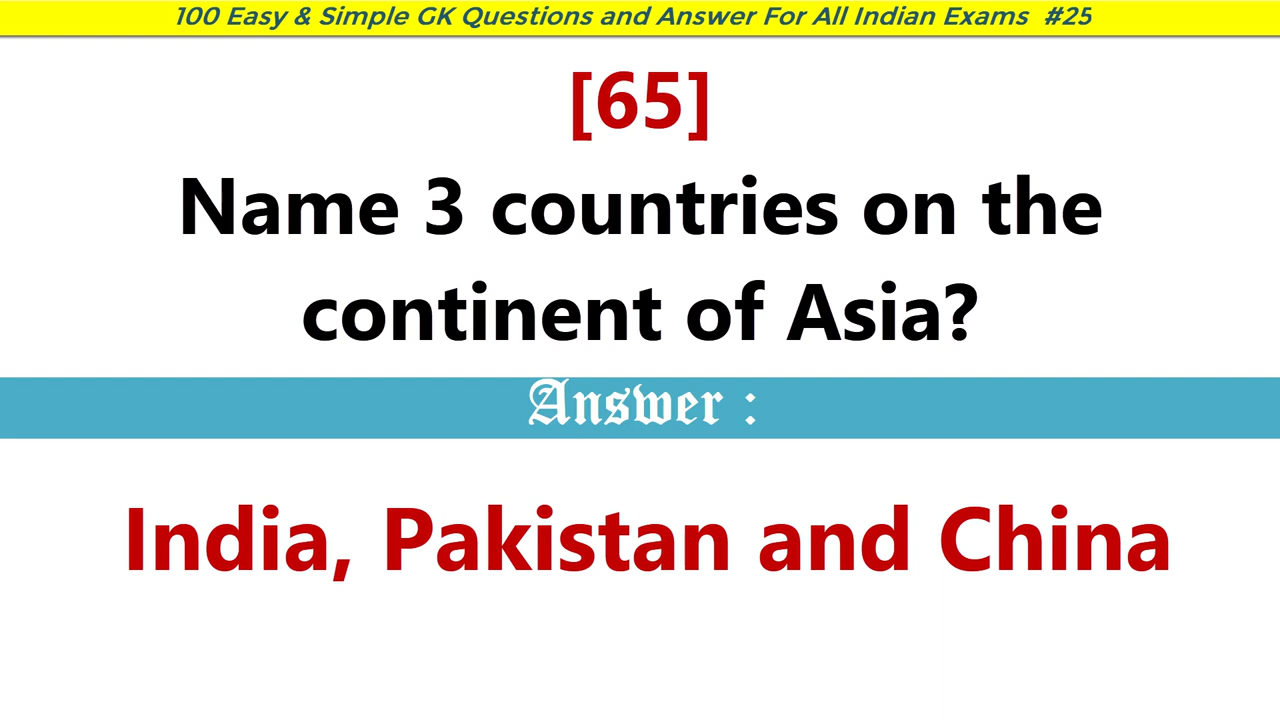 100 Easy & Simple GK Questions and Answer For All Indian Exams #25
[65]
Name 3 countries on the
continent of Asia?
Answer :
India, Pakistan and China